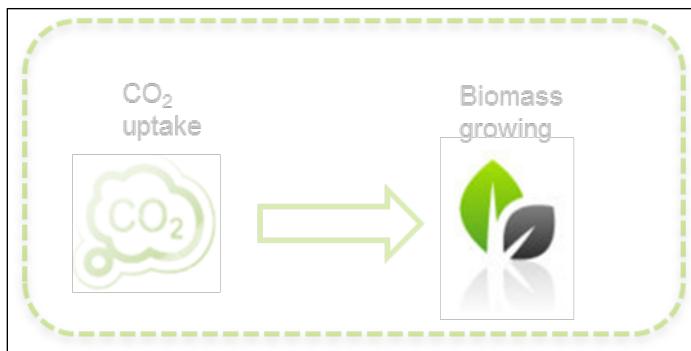 CO₂
uptake
Biomass
growing
CO₂